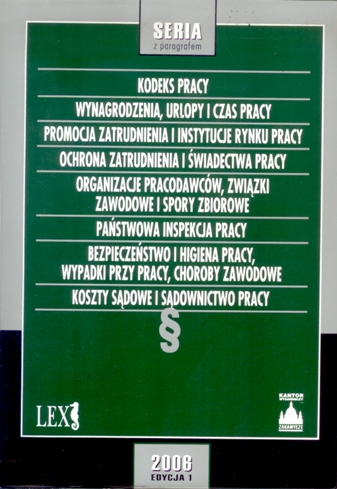 SERIA
z paragrafem
KODEKS PRACY
WYNAGRODZENIA, URLOPY I CZAS PRACY
PROMOCJA ZATRUDNIENIA I INSTYTUCJE RYNKU PRACY
OCHRONA ZATRUDNIENIA I ŚWIADECTWA PRACY
ORGANIZACJE PRACODAWCÓW, ZWIĄZKI
ZAWODOWE I SPORY ZBIOROWE
PAŃSTWOWA INSPEKCJA PRACY
BEZPIECZEŃSTWO I HIGIENA PRACY,
WYPADKI PRZY PRACY, CHOROBY ZAWODOWE
KOSZTY SĄDOWE I SĄDOWNICTWO PRACY
§
LEX
KANTOR
WYDAWNICZY
ZAKAMYCZE
2006
EDYCJA 1